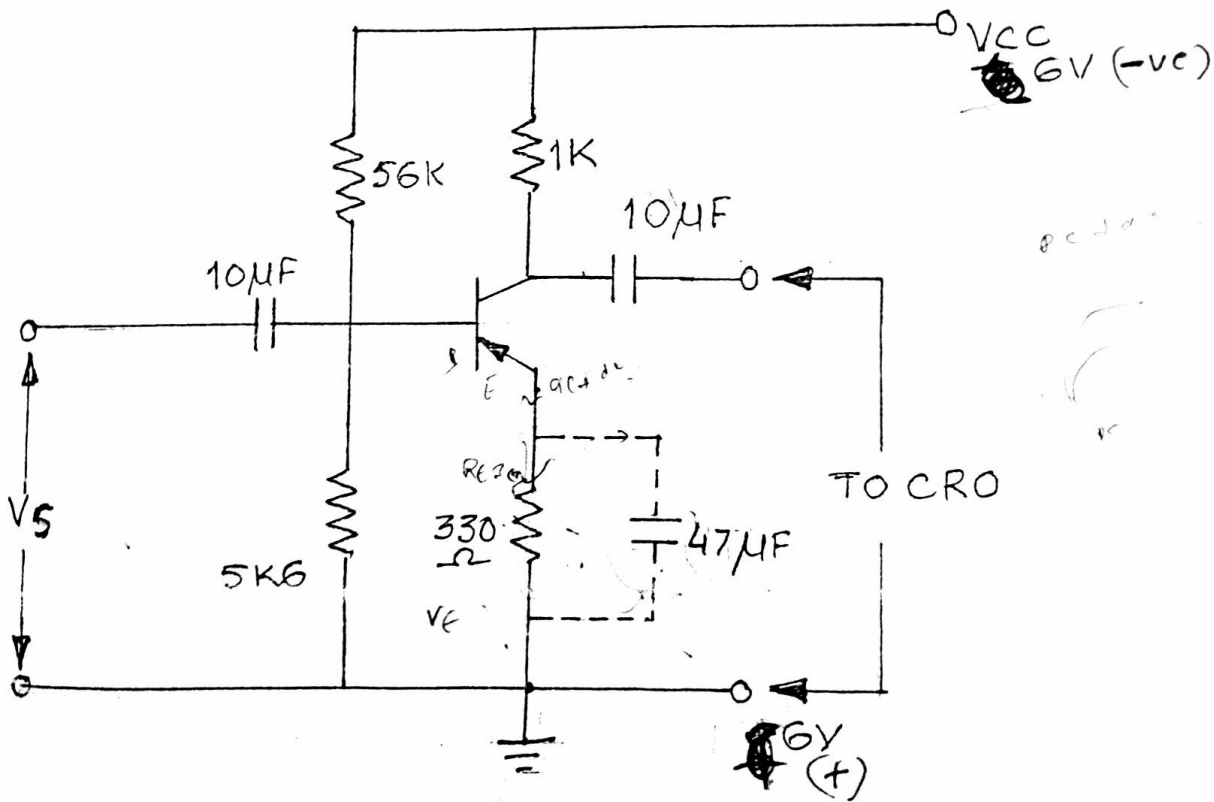 VCC
6V (-ve)
56K
1K
10μF
10μF
E
VS
5K6
330
Ω
47μF
TO CRO
VE
6V
(+)